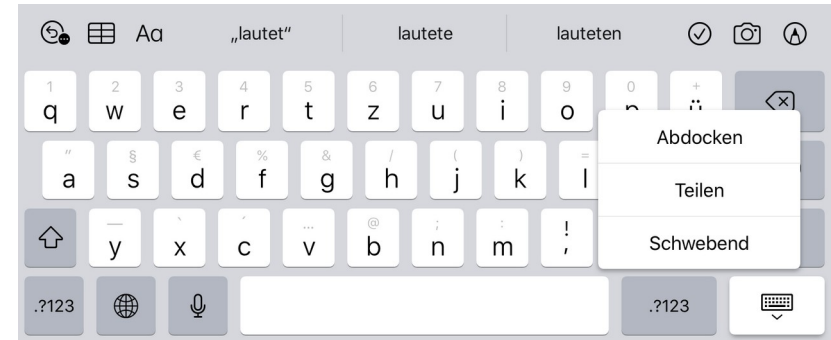 Aa „lautet“ lautete lauteten
1 2 3 4 5 6 7 8 9 0 +
q w e r t z u i o p ü
" § € % & / ( ) =
a s d f g h j k l
Abdocken
Teilen
— ` ´ ... @ ; : !
y x c v b n m ,
Schwebend
.?123 .?123